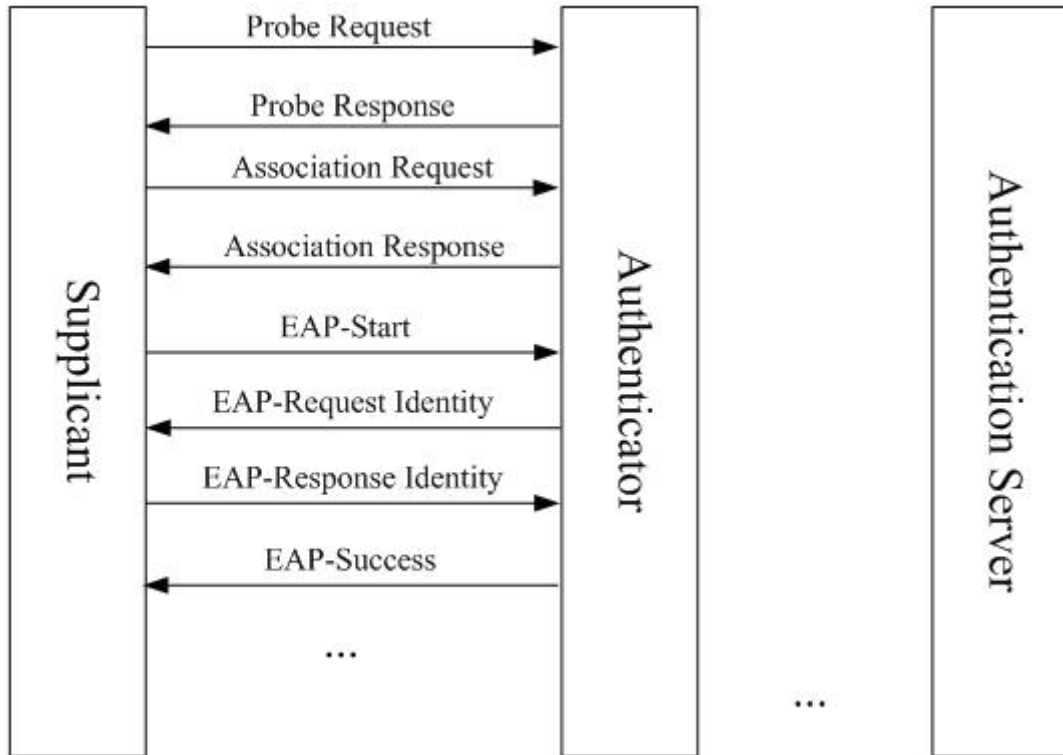 Probe Request
Probe Response
Association Request
Association Response
EAP-Start
EAP-Request Identity
EAP-Response Identity
EAP-Success
...
Supplicant
Authenticator
...
Authentication Server